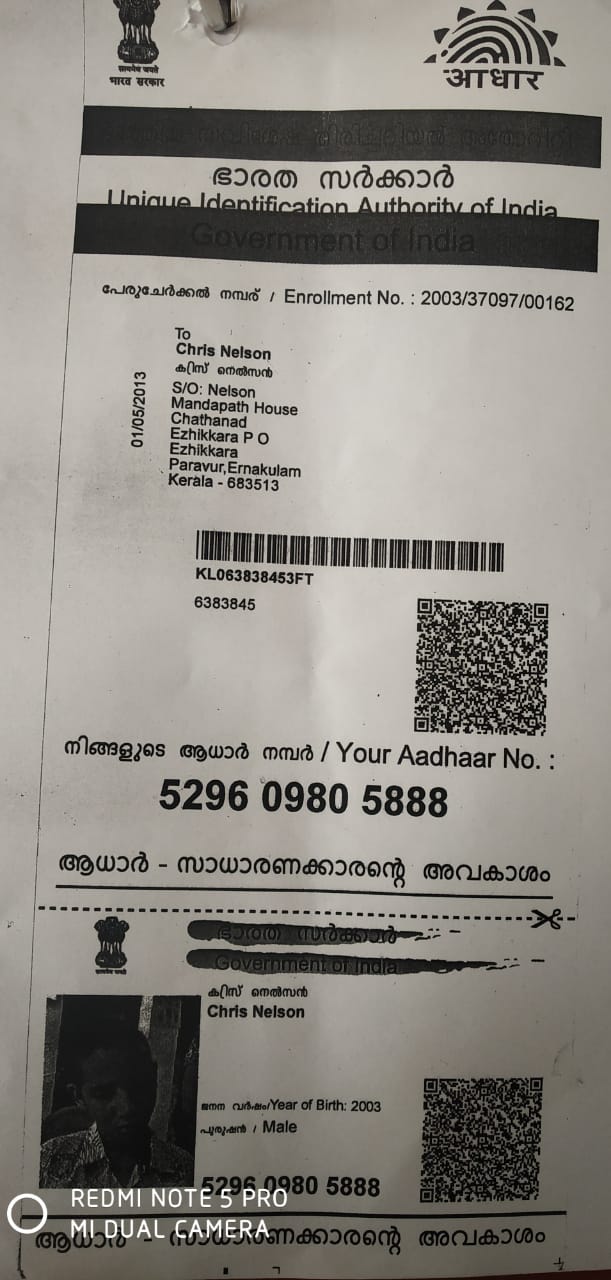 सत्यमेव जयते
भारत सरकार
आधार
ഭാരത സർക്കാർ
Unique Identification Authority of India
Government of India
പേരുചേർക്കൽ നമ്പര് / Enrollment No. : 2003/37097/00162
01/05/2013
To
Chris Nelson
ക്രിസ് നെൽസൻ
S/O: Nelson
Mandapath House
Chathanad
Ezhikkara P O
Ezhikkara
Paravur,Ernakulam
Kerala - 683513
KL063838453FT
6383845
നിങ്ങളുടെ ആധാർ നമ്പർ / Your Aadhaar No. :
5296 0980 5888
ആധാർ - സാധാരണക്കാരന്റെ അവകാശം
ഭാരത സർക്കാർ
Government of India
ക്രിസ് നെൽസൻ
Chris Nelson
ജനന വർഷം/Year of Birth: 2003
പുരുഷൻ / Male
5296 0980 5888
REDMI NOTE 5 PRO
MI DUAL CAMERA
ആധാർ - സാധാരണക്കാരന്റെ അവകാശം